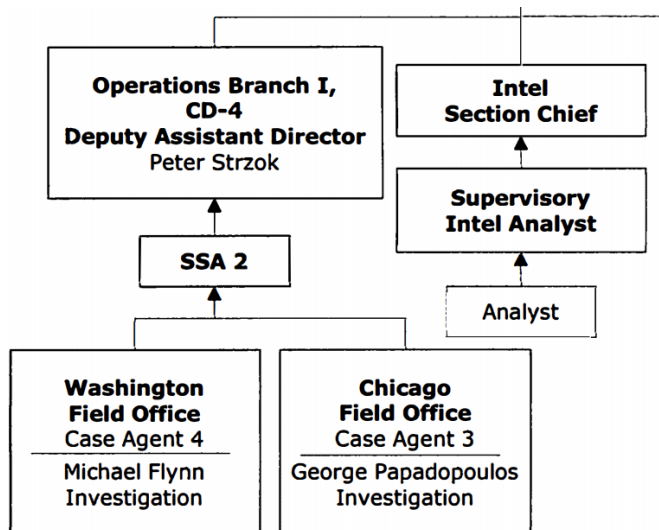 Operations Branch I,
CD-4
Deputy Assistant Director
Peter Strzok
Intel
Section Chief
Supervisory
Intel Analyst
SSA 2
Analyst
Washington
Field Office
Case Agent 4
Michael Flynn
Investigation
Chicago
Field Office
Case Agent 3
George Papadopoulos
Investigation